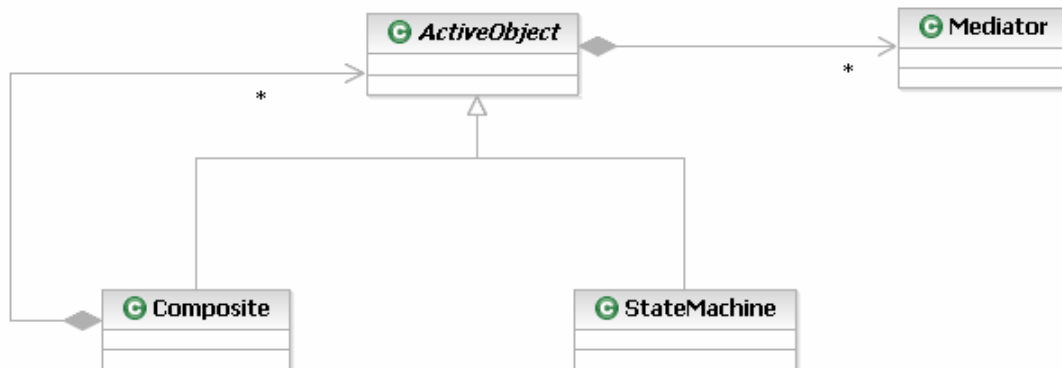 C ActiveObject
C Mediator
*
*
C Composite
C StateMachine